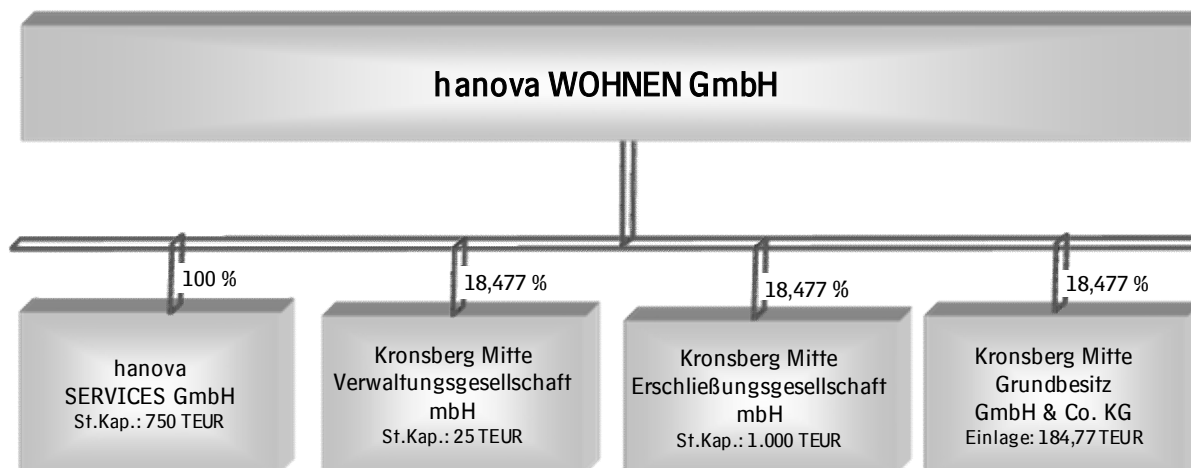 hanova WOHNEN GmbH
100 %
18,477 %
18,477 %
18,477 %
hanova
SERVICES GmbH
St.Kap.: 750 TEUR
Kronsberg Mitte
Verwaltungsgesellschaft
mbH
St.Kap.: 25 TEUR
Kronsberg Mitte
Erschließungsgesellschaft
mbH
St.Kap.: 1.000 TEUR
Kronsberg Mitte
Grundbesitz
GmbH & Co. KG
Einlage: 184,77 TEUR